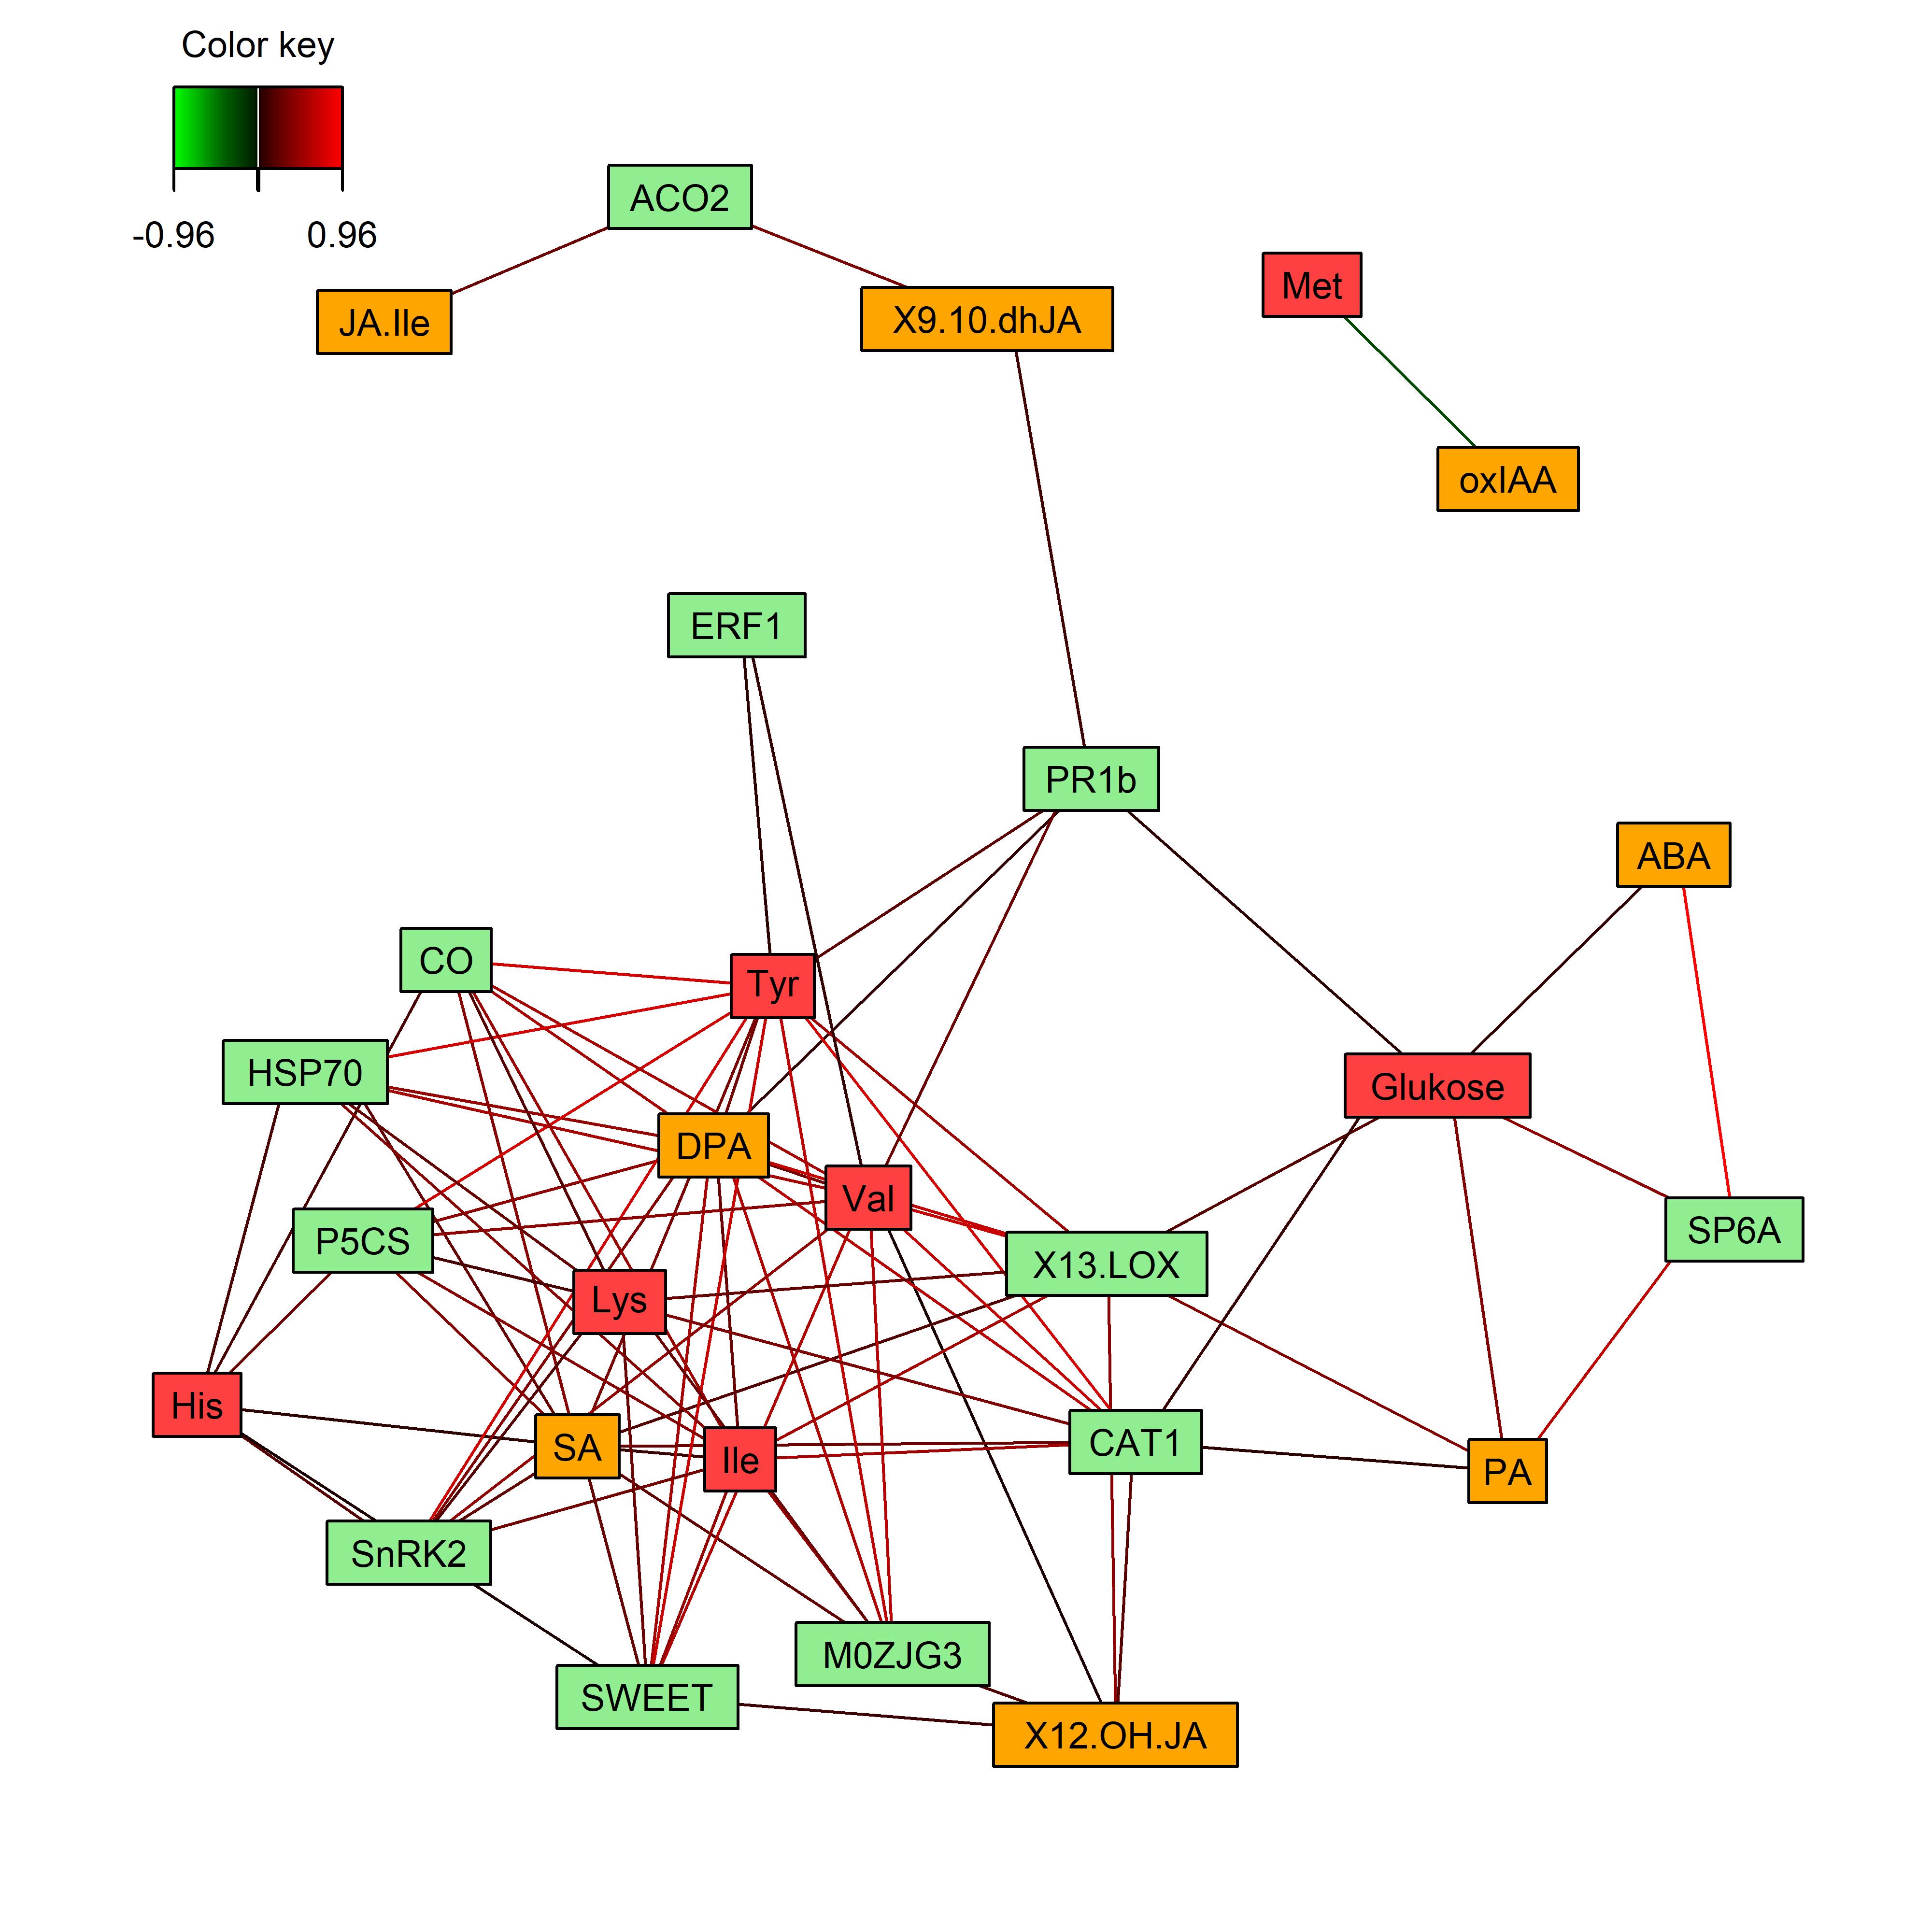 Color key
-0.96 0.96
ACO2
Met
JA.Ile
X9.10.dhJA
oxIAA
ERF1
PR1b
ABA
CO
Tyr
HSP70
Glukose
DPA
Val
SP6A
P5CS
X13.LOX
Lys
His
SA
Ile
CAT1
PA
SnRK2
M0ZJG3
SWEET
X12.OH.JA